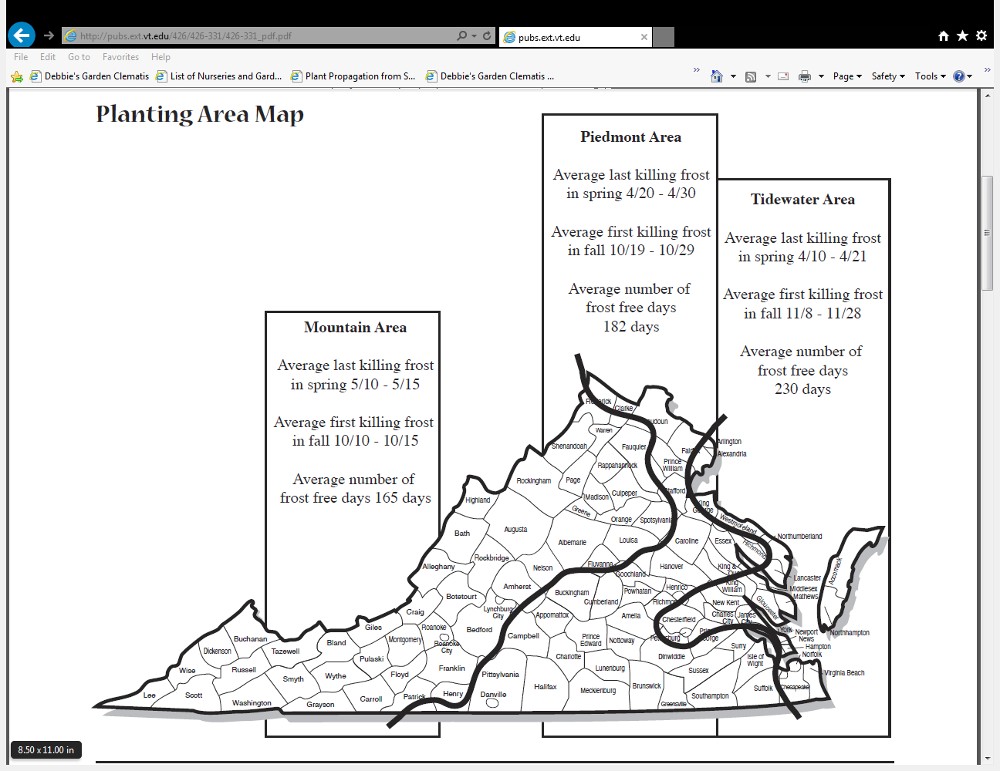 http://pubs.ext.vt.edu/426/426-331/426-331_pdf.pdf
pubs.ext.vt.edu
File Edit Go to Favorites Help
Debbie's Garden Clematis
List of Nurseries and Gard...
Plant Propagation from S...
Debbie's Garden Clematis ...
Page Safety Tools
Planting Area Map
Piedmont Area
Average last killing frost
in spring 4/20 - 4/30
Average first killing frost
in fall 10/19 - 10/29
Average number of
frost free days
182 days
Tidewater Area
Average last killing frost
in spring 4/10 - 4/21
Average first killing frost
in fall 11/8 - 11/28
Average number of
frost free days
230 days
Mountain Area
Average last killing frost
in spring 5/10 - 5/15
Average first killing frost
in fall 10/10 - 10/15
Average number of
frost free days 165 days
Frederick
Clarke
Warren
Shenandoah
Fauquier
Arlington
Alexandria
Prince
William
Rappahannock
Rockingham
Page
Madison
Culpeper
Stafford
Highland
Greene
Orange
Spotsylvania
King
George
Westmoreland
Bath
Augusta
Albemarle
Louisa
Caroline
Essex
Richmond
Northumberland
Rockbridge
Alleghany
Nelson
Fluvanna
Goochland
Hanover
King &
Lancaster
Accomack
Amherst
Botetourt
Buckingham
Cumberland
Powhatan
Henrico
King
William
Middlesex
Mathews
Gloucester
Craig
Lynchburg
City
Appomattox
Amelia
Chesterfield
New Kent
Charles
City
James
City
York
Northhampton
Giles
Roanoke
Bedford
Campbell
Prince
Edward
Nottoway
Petersburg
Newport
News
Hampton
Norfolk
Buchanan
Dickenson
Tazewell
Bland
Montgomery
Roanoke
City
Pulaski
Charlotte
Dinwiddie
Surry
Isle of
Wight
Wise
Russell
Smyth
Wythe
Floyd
Franklin
Pittsylvania
Lunenburg
Sussex
Virginia Beach
Lee
Scott
Washington
Grayson
Carroll
Patrick
Henry
Danville
Halifax
Mecklenburg
Brunswick
Greensville
Southampton
Suffolk
Chesapeake
8.50 x 11.00 in